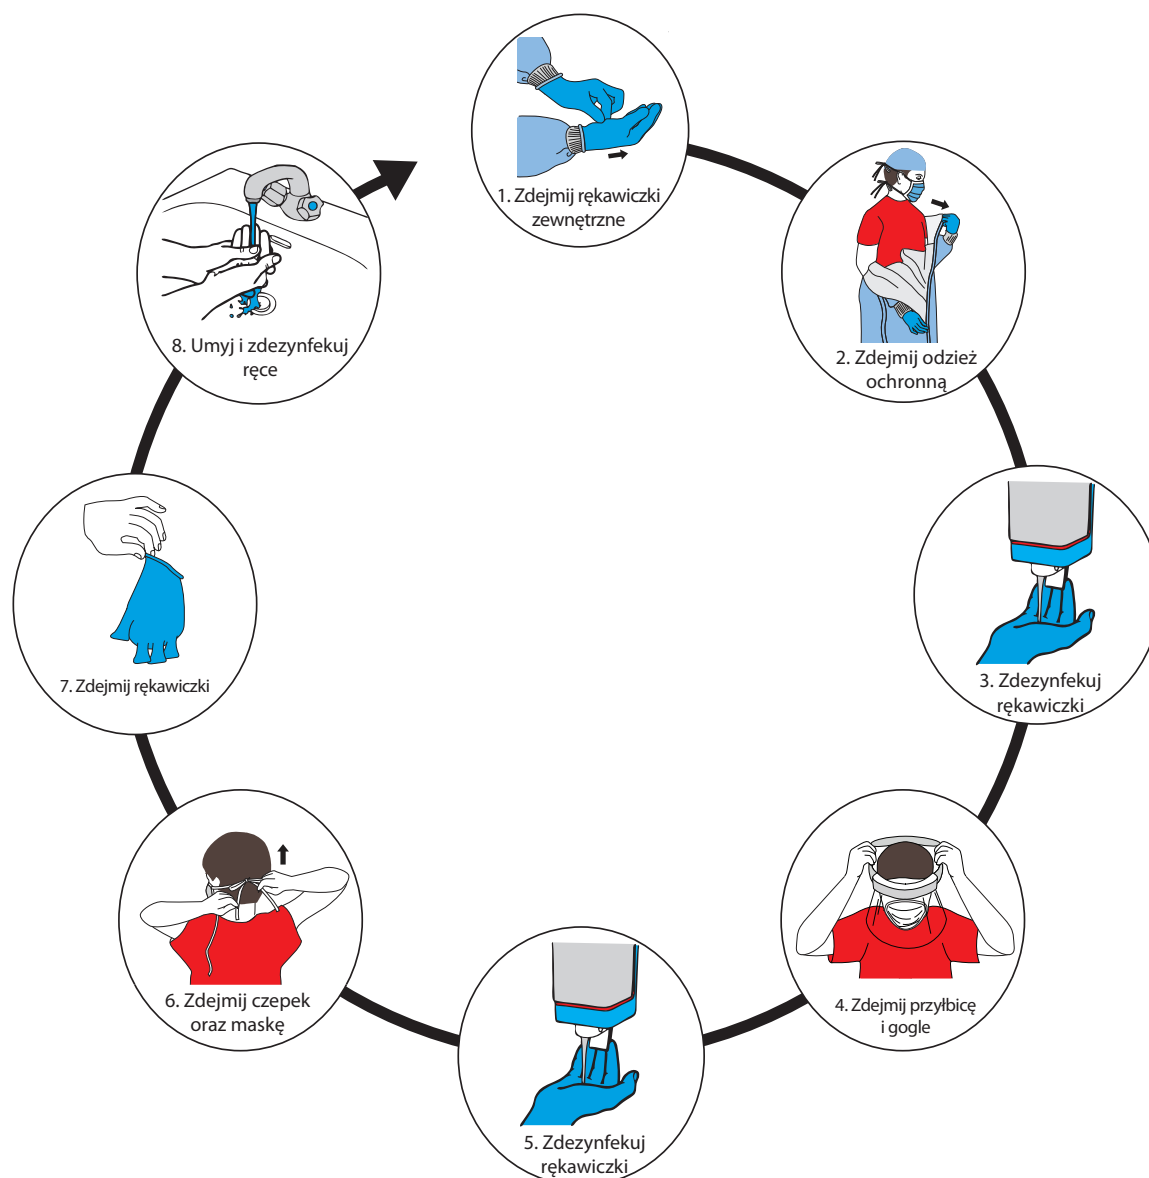 1. Zdejmij rękawiczki
zewnętrzne
2. Zdejmij odzież
ochronną
3. Zdezynfekuj
rękawiczki
4. Zdejmij przyłbicę
i gogle
5. Zdezynfekuj
rękawiczki
6. Zdejmij czepek
oraz maskę
7. Zdejmij rękawiczki
8. Umyj i zdezynfekuj
ręce